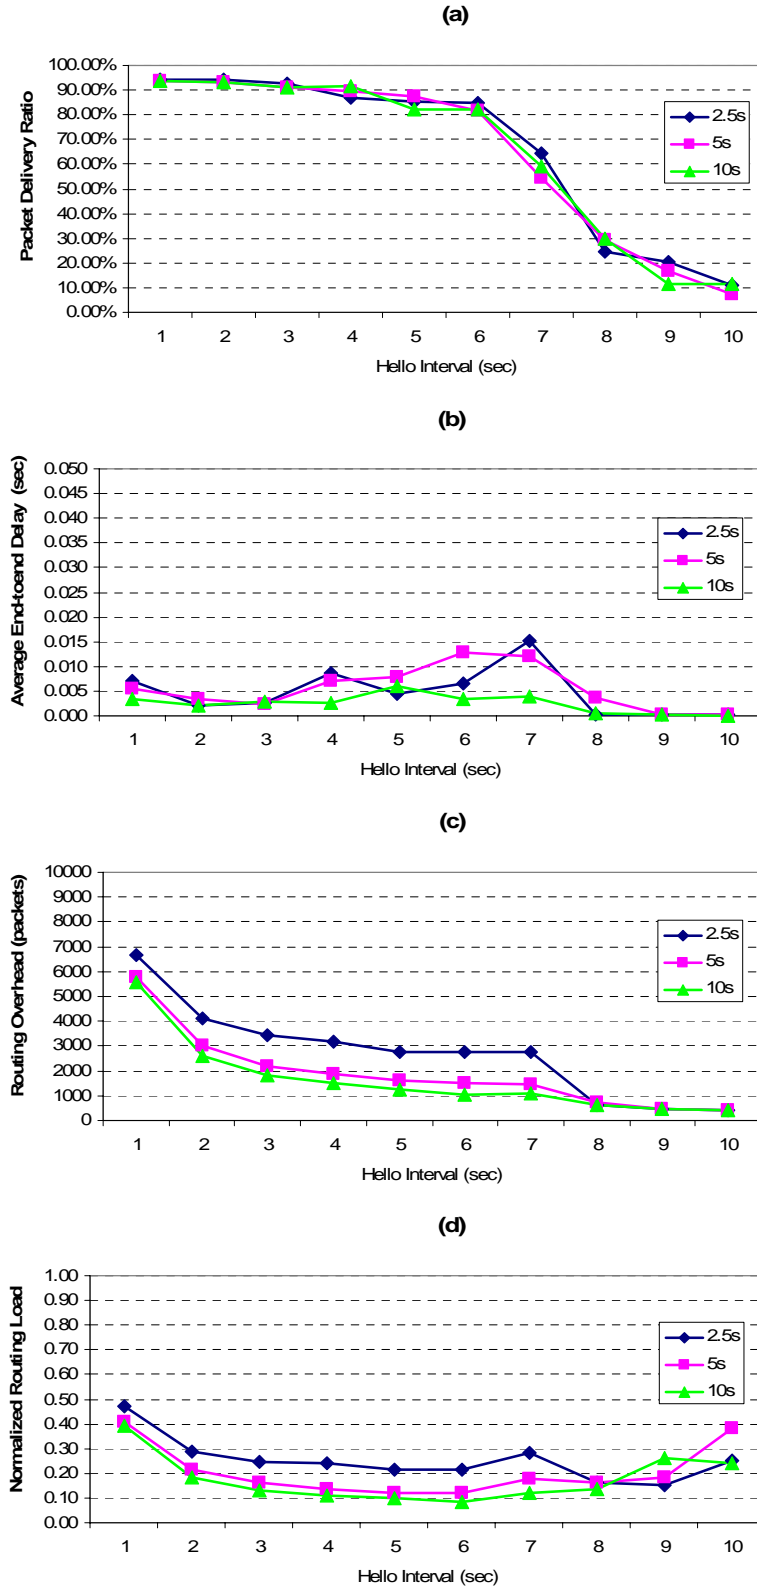 (a)
Packet Delivery Ratio
100.00%
90.00%
80.00%
70.00%
60.00%
50.00%
40.00%
30.00%
20.00%
10.00%
0.00%
2.5s
5s
10s
1 2 3 4 5 6 7 8 9 10
Hello Interval (sec)
(b)
Average End-toend Delay (sec)
0.050
0.045
0.040
0.035
0.030
0.025
0.020
0.015
0.010
0.005
0.000
2.5s
5s
10s
1 2 3 4 5 6 7 8 9 10
Hello Interval (sec)
(c)
Routing Overhead (packets)
10000
9000
8000
7000
6000
5000
4000
3000
2000
1000
0
2.5s
5s
10s
1 2 3 4 5 6 7 8 9 10
Hello Interval (sec)
(d)
Normalized Routing Load
1.00
0.90
0.80
0.70
0.60
0.50
0.40
0.30
0.20
0.10
0.00
2.5s
5s
10s
1 2 3 4 5 6 7 8 9 10
Hello Interval (sec)